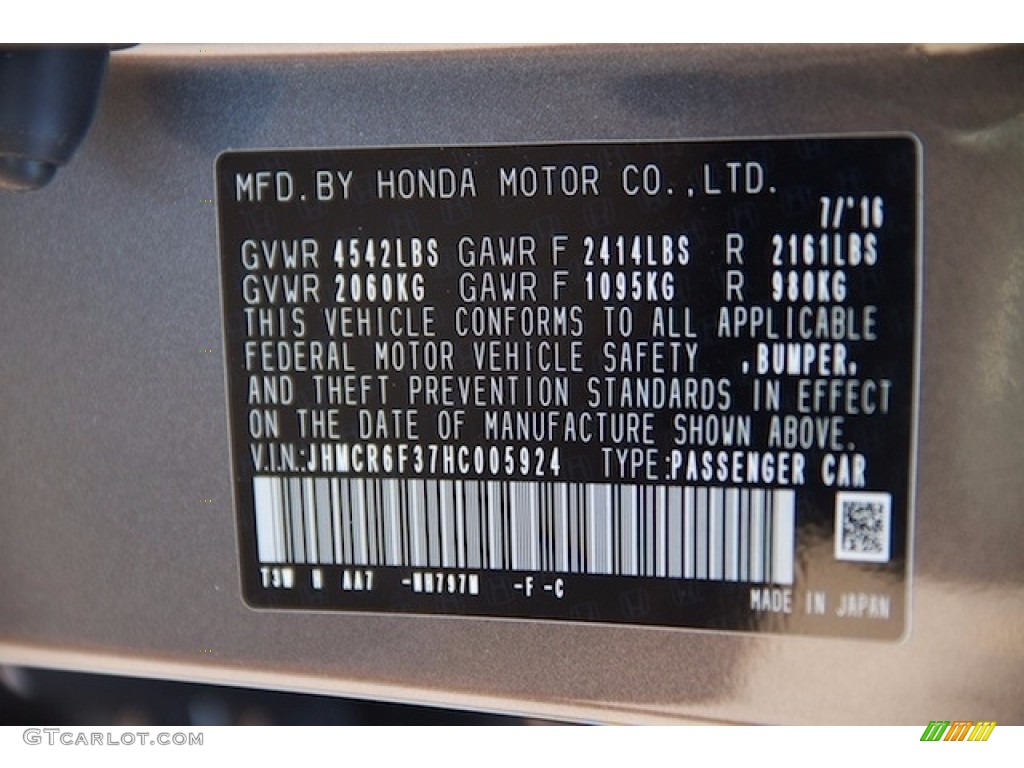 MFD. BY HONDA MOTOR CO., LTD.
7/'16
GVWR 4542LBS GAWR F 2414LBS R 2161LBS
GVWR 2060KG GAWR F 1095KG R 980KG
THIS VEHICLE CONFORMS TO ALL APPLICABLE
FEDERAL MOTOR VEHICLE SAFETY , BUMPER,
AND THEFT PREVENTION STANDARDS IN EFFECT
ON THE DATE OF MANUFACTURE SHOWN ABOVE.
V.I.N.: JHMCR6F37HC005924 TYPE: PASSENGER CAR
AA7 -NH797M -F -C
MADE IN JAPAN
GTCARLOT.COM